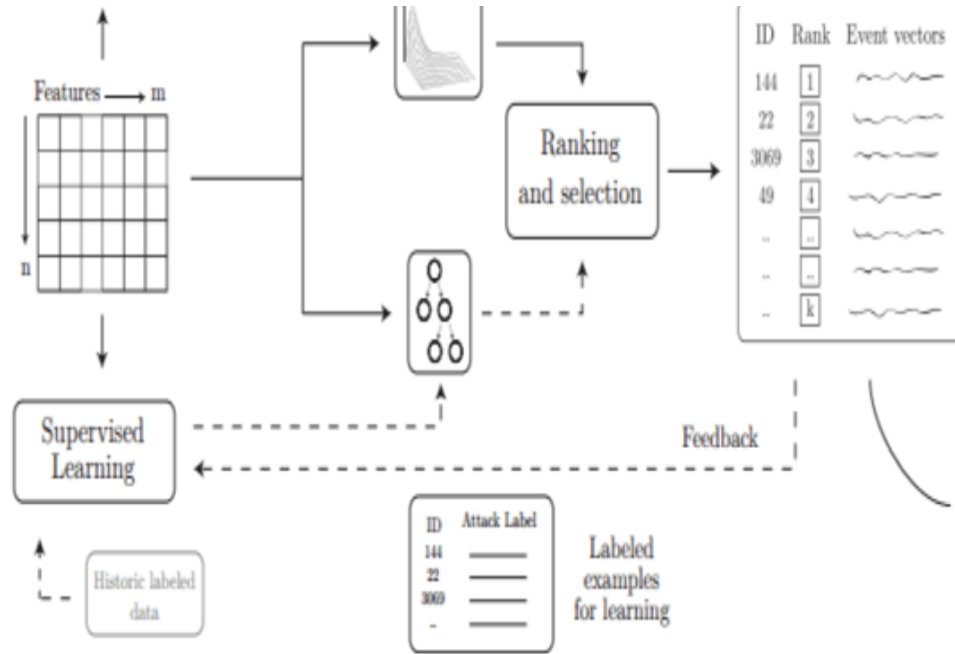 ID Rank Event vectors
144 1
22 2
3069 3
49 4
.. ..
.. ..
.. k
Features m
n
Ranking
and selection
Supervised
Learning
Feedback
Historic labeled
data
ID Attack Label
144
22
3069
..
Labeled
examples
for learning